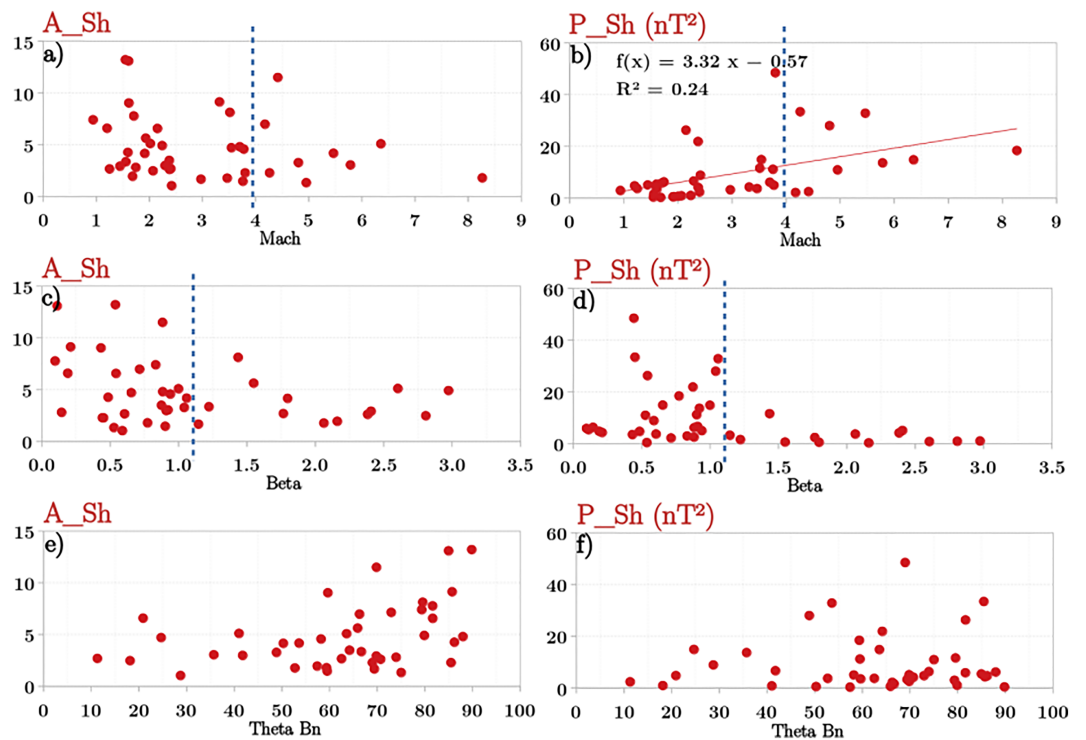 A_Sh
a)
15
10
5
0
0 1 2 3 4 5 6 7 8 9
Mach
P_Sh (nT²)
b)
f(x) = 3.32 x − 0.57
R² = 0.24
60
40
20
0
0 1 2 3 4 5 6 7 8 9
Mach
A_Sh
c)
15
10
5
0
0.0 0.5 1.0 1.5 2.0 2.5 3.0 3.5
Beta
P_Sh (nT²)
d)
60
40
20
0
0.0 0.5 1.0 1.5 2.0 2.5 3.0 3.5
Beta
A_Sh
e)
15
10
5
0
0 10 20 30 40 50 60 70 80 90 100
Theta Bn
P_Sh (nT²)
f)
60
40
20
0
0 10 20 30 40 50 60 70 80 90 100
Theta Bn